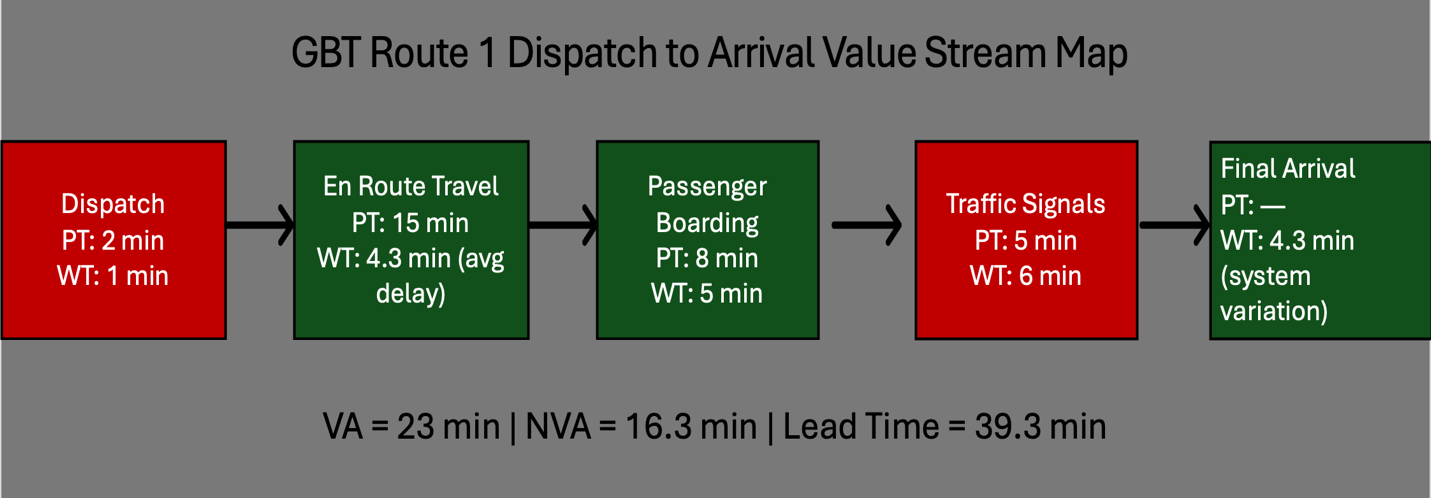 GBT Route 1 Dispatch to Arrival Value Stream Map
Dispatch
PT: 2 min
WT: 1 min
En Route Travel
PT: 15 min
WT: 4.3 min (avg
delay)
Passenger
Boarding
PT: 8 min
WT: 5 min
Traffic Signals
PT: 5 min
WT: 6 min
Final Arrival
PT: —
WT: 4.3 min
(system
variation)
VA = 23 min | NVA = 16.3 min | Lead Time = 39.3 min